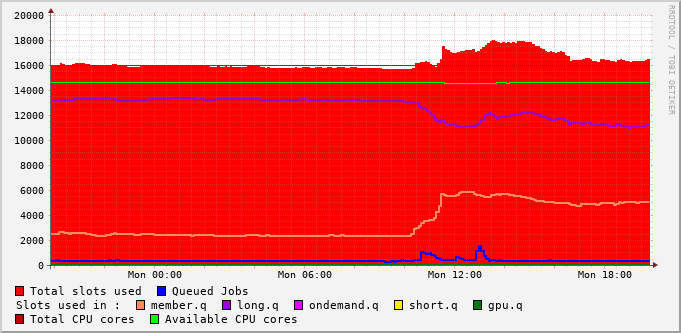 20000
18000
16000
14000
12000
10000
8000
6000
4000
2000
0
Mon 00:00 Mon 06:00 Mon 12:00 Mon 18:00
Total slots used Queued Jobs
Slots used in : member.q long.q ondemand.q short.q gpu.q
Total CPU cores Available CPU cores
RRDTOOL / TOBI OETIKER